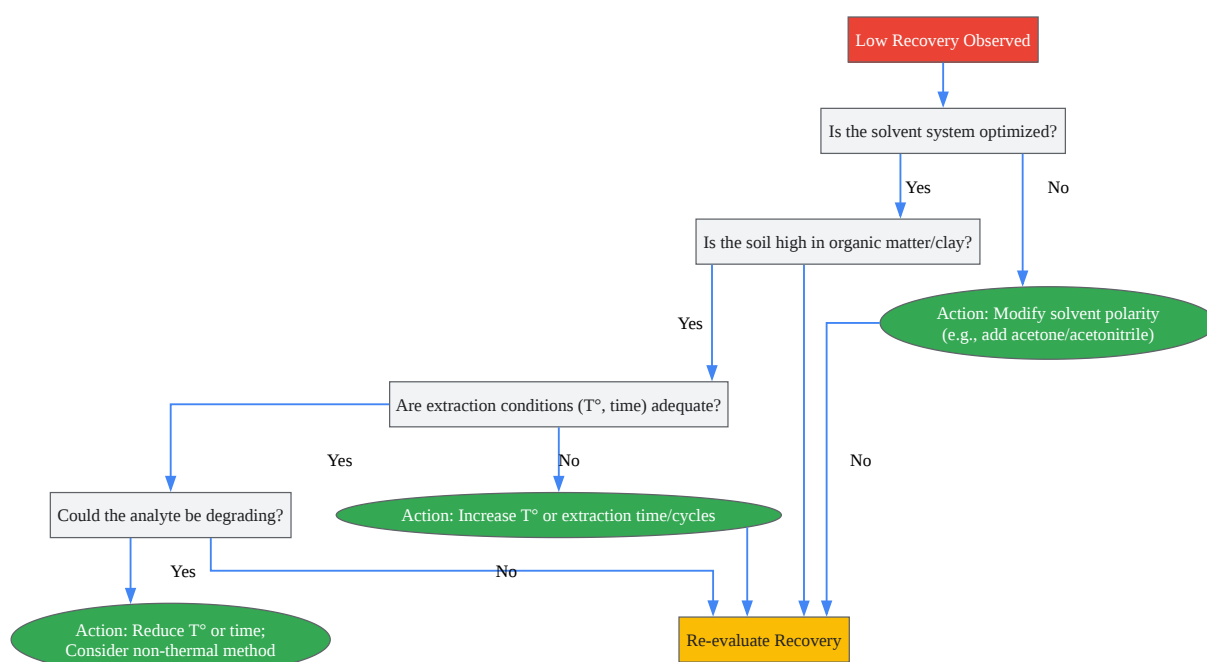 Low Recovery Observed
Is the solvent system optimized?
Yes
No
Is the soil high in organic matter/clay?
Action: Modify solvent polarity
(e.g., add acetone/acetonitrile)
Yes
Are extraction conditions (T°, time) adequate?
Yes
No
No
Could the analyte be degrading?
Action: Increase T° or extraction time/cycles
Yes
No
Action: Reduce T° or time;
Consider non-thermal method
Re-evaluate Recovery